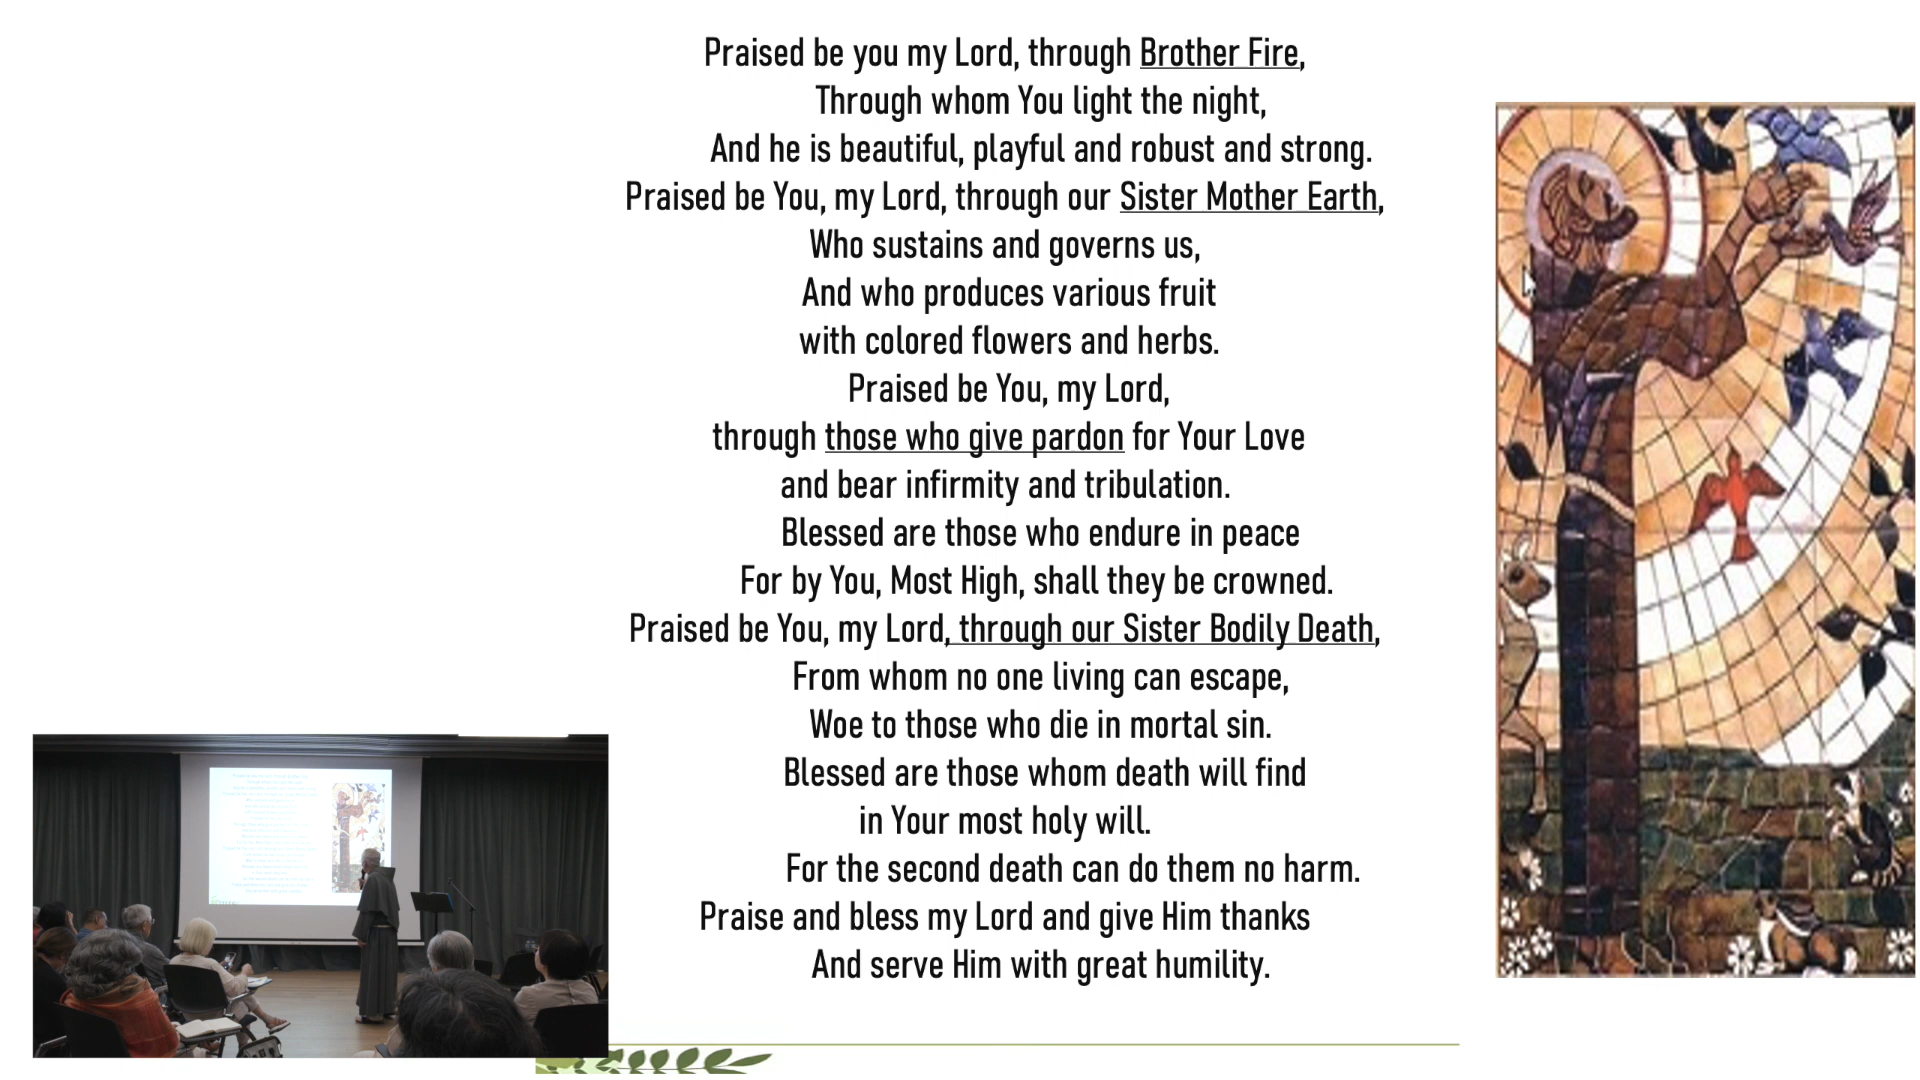 Praised be you my Lord, through Brother Fire,
Through whom You light the night,
And he is beautiful, playful and robust and strong.
Praised be You, my Lord, through our Sister Mother Earth,
Who sustains and governs us,
And who produces various fruit
with colored flowers and herbs.
Praised be You, my Lord,
through those who give pardon for Your Love
and bear infirmity and tribulation.
Blessed are those who endure in peace
For by You, Most High, shall they be crowned.
Praised be You, my Lord, through our Sister Bodily Death,
From whom no one living can escape,
Woe to those who die in mortal sin.
Blessed are those whom death will find
in Your most holy will.
For the second death can do them no harm.
Praise and bless my Lord and give Him thanks
And serve Him with great humility.